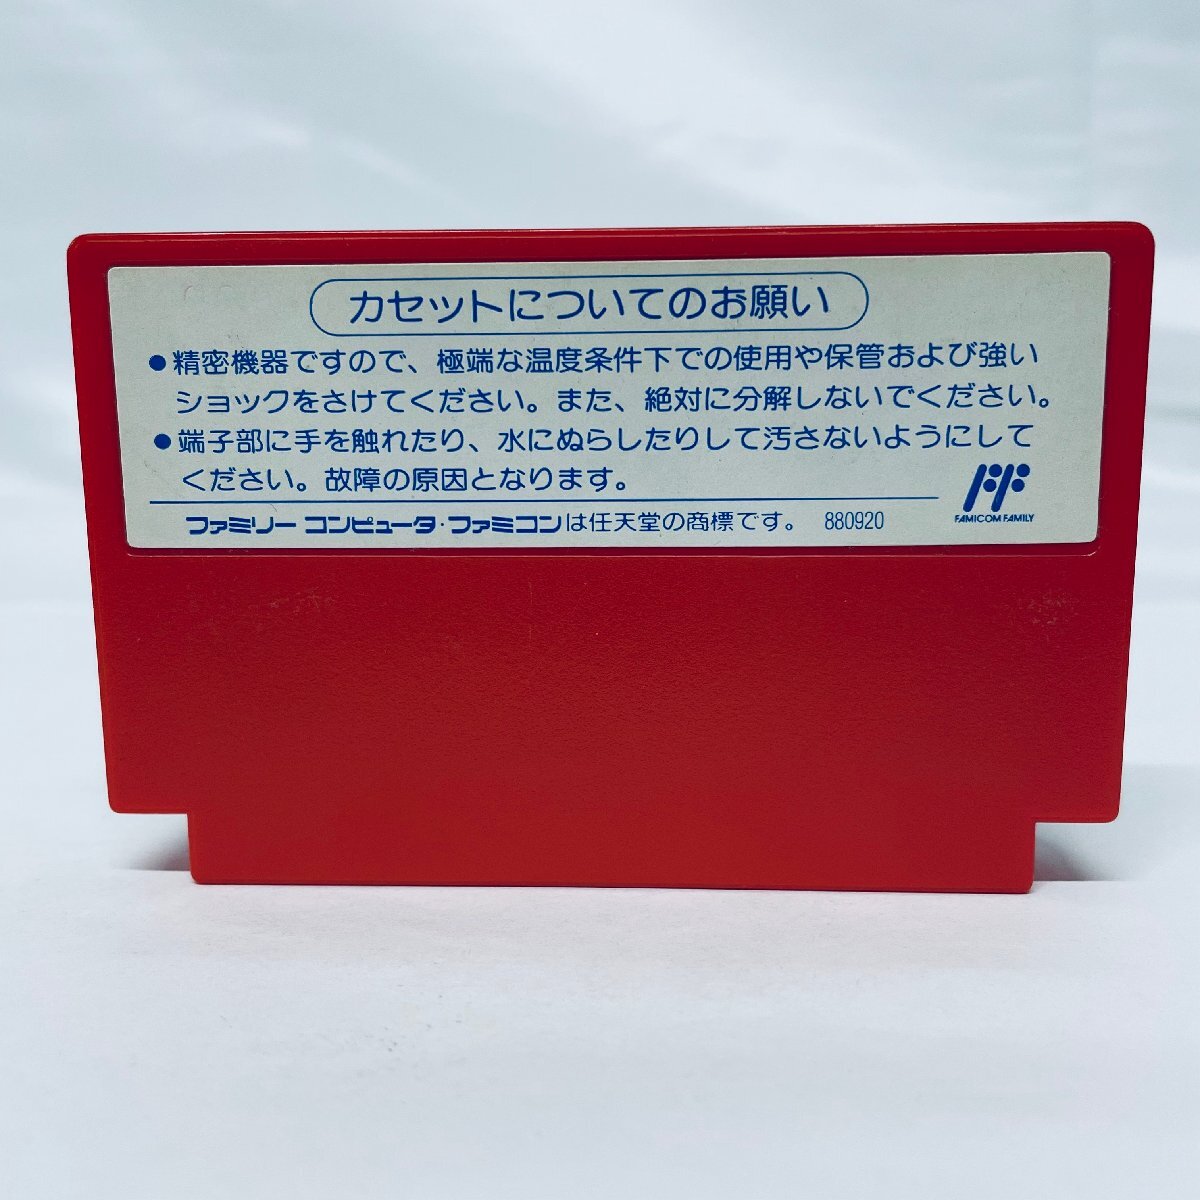 カセットについてのお願い
●精密機器ですので、極端な温度条件下での使用や保管および強い
ショックをさけてください。また、絶対に分解しないでください。
●端子部に手を触れたり、水にぬらしたりして汚さないようにして
ください。故障の原因となります。
ファミリーコンピュータ・ファミコンは任天堂の商標です。 880920
FAMICOM FAMILY